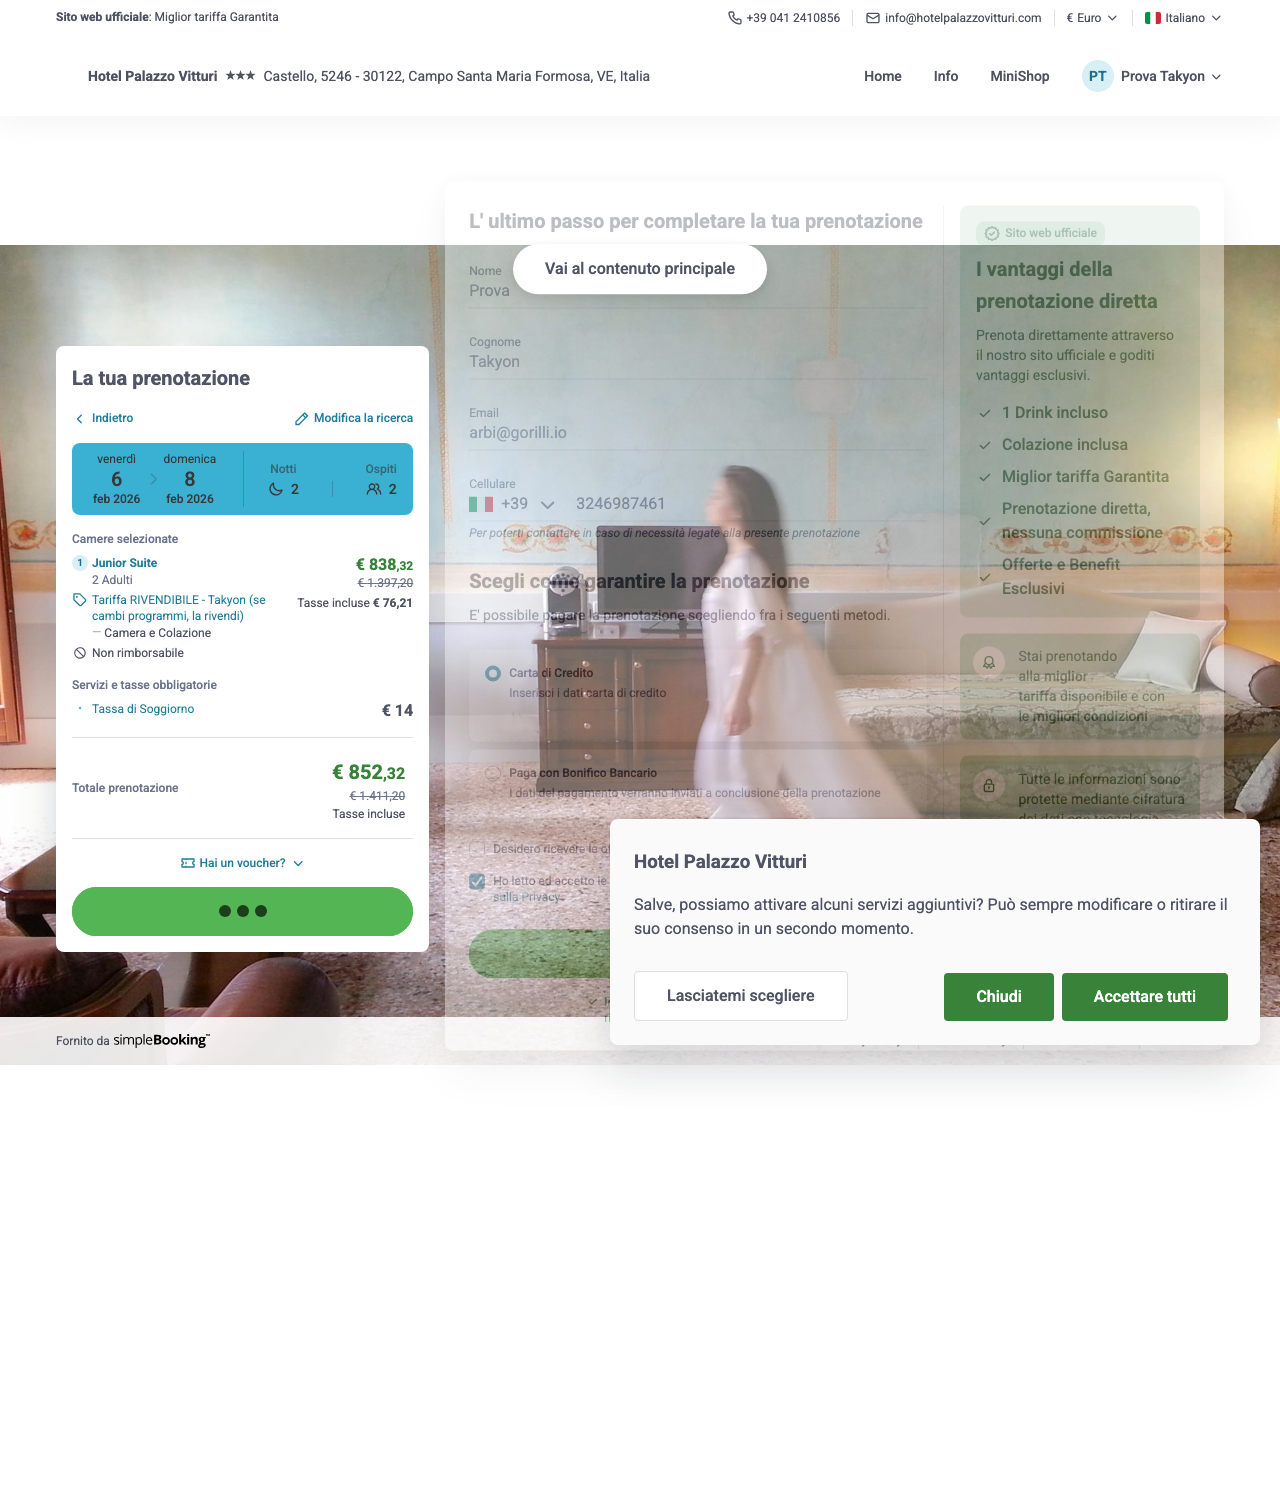 Sito web ufficiale: Miglior tariffa Garantita
+39 041 2410856
info@hotelpalazzovitturi.com
€ Euro
Italiano
Hotel Palazzo Vitturi ★★★ Castello, 5246 - 30122, Campo Santa Maria Formosa, VE, Italia
Home
Info
MiniShop
PT
Prova Takyon
La tua prenotazione
Indietro
Modifica la ricerca
venerdì
6
feb 2026
domenica
8
feb 2026
Notti
2
Ospiti
2
Camere selezionate
1 Junior Suite
€ 838,32
2 Adulti
€ 1.397,20
Tariffa RIVENDIBILE - Takyon (se
cambi programmi, la rivendi)
Tasse incluse € 76,21
Camera e Colazione
Non rimborsabile
Servizi e tasse obbligatorie
Tassa di Soggiorno
€ 14
Totale prenotazione
€ 852,32
€ 1.411,20
Tasse incluse
Hai un voucher?
L' ultimo passo per completare la tua prenotazione
Vai al contenuto principale
Nome
Prova
Cognome
Takyon
Email
arbi@gorilli.io
Cellulare
+39
3246987461
Per poterti contattare in caso di necessità legate alla presente prenotazione
Scegli come garantire la prenotazione
E' possibile pagare la prenotazione scegliendo fra i seguenti metodi.
Carta di Credito
Inserisci i dati carta di credito
Paga con Bonifico Bancario
I dati del pagamento verranno inviati a conclusione della prenotazione
Desidero ricevere le
Ho letto ed accetto le
sulla Privacy
Sito web ufficiale
I vantaggi della
prenotazione diretta
Prenota direttamente attraverso
il nostro sito ufficiale e goditi
vantaggi esclusivi.
1 Drink incluso
Colazione inclusa
Miglior tariffa Garantita
Prenotazione diretta,
nessuna commissione
Offerte e Benefit
Esclusivi
Stai prenotando
alla miglior
tariffa disponibile e con
le migliori condizioni
Tutte le informazioni sono
protette mediante cifratura
Hotel Palazzo Vitturi
Salve, possiamo attivare alcuni servizi aggiuntivi? Può sempre modificare o ritirare il
suo consenso in un secondo momento.
Lasciatemi scegliere
Chiudi
Accettare tutti
Fornito da simpleBooking™